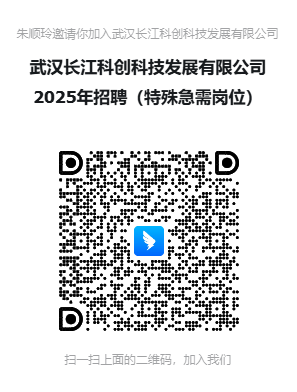 朱顺玲邀请你加入武汉长江科创科技发展有限公司
武汉长江科创科技发展有限公司
2025年招聘（特殊急需岗位）
扫一扫上面的二维码，加入我们